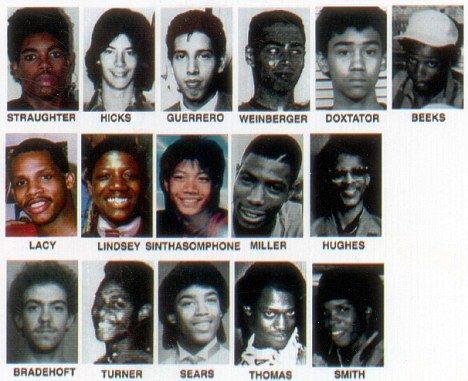 STRAUGHTER HICKS GUERRERO WEINBERGER DOXTATOR BEEKS
LACY LINDSEY SINTHASOMPHONE MILLER HUGHES
BRADEHOFT TURNER SEARS THOMAS SMITH